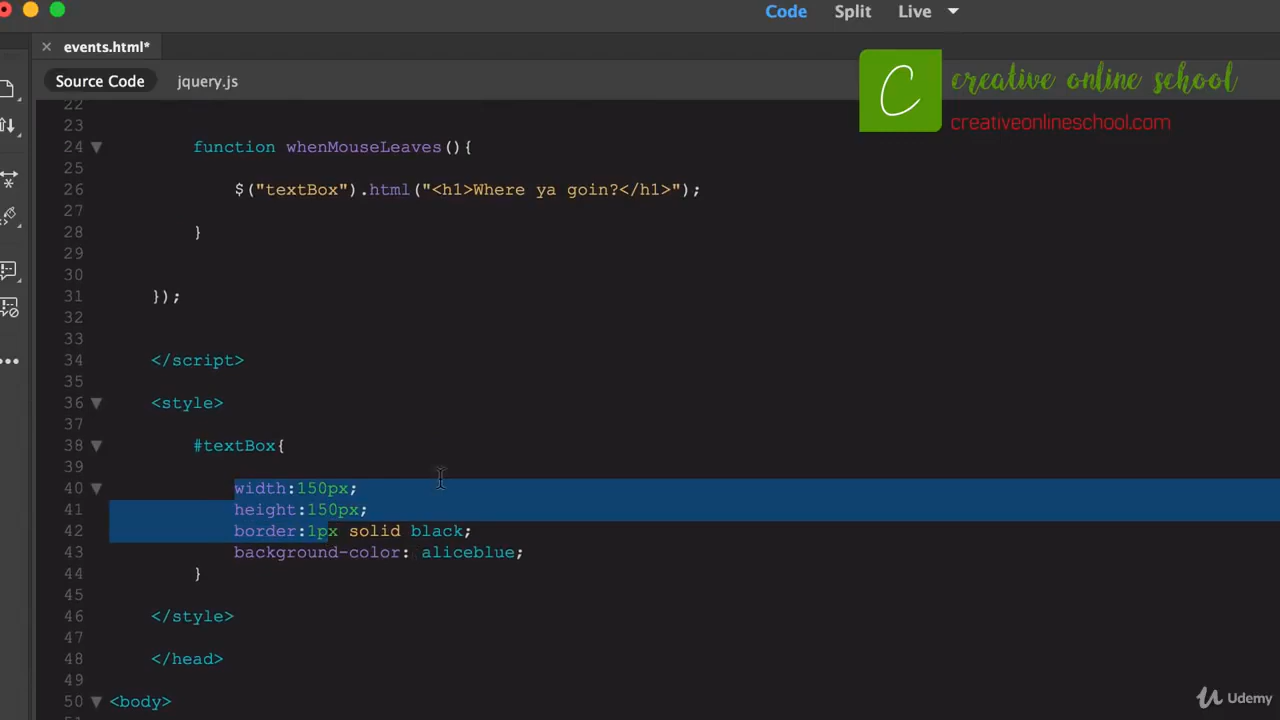 Code Split Live
events.html*
Source Code jquery.js
C creative online school
creativeonlineschool.com
22
23
24 function whenMouseLeaves(){
25
26 $("textBox").html("<h1>Where ya goin?</h1>");
27
28 }
29
30
31 });
32
33
34 </script>
35
36 <style>
37
38 #textBox{
39
40 width:150px;
41 height:150px;
42 border:1px solid black;
43 background-color: aliceblue;
44 }
45
46 </style>
47
48 </head>
49
50 <body>
Udemy